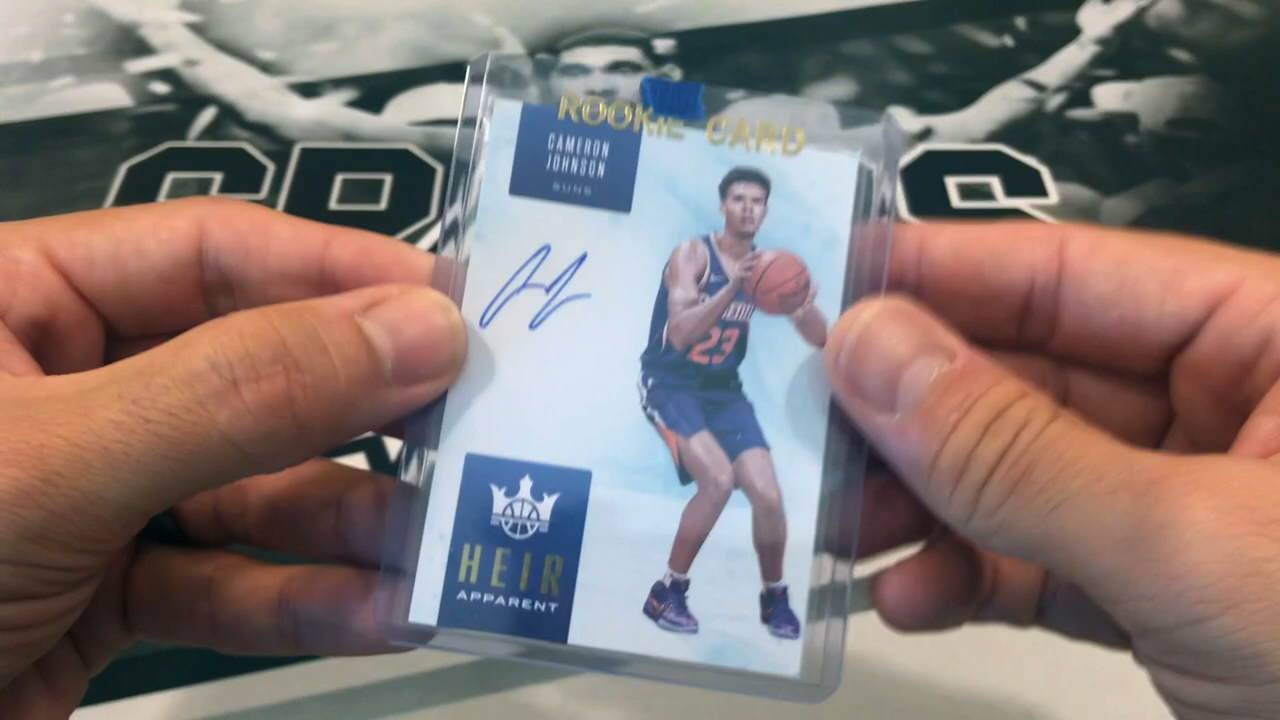 ROOKIE CARD
CAMERON
JOHNSON
SUNS
23
HEIR
APPARENT